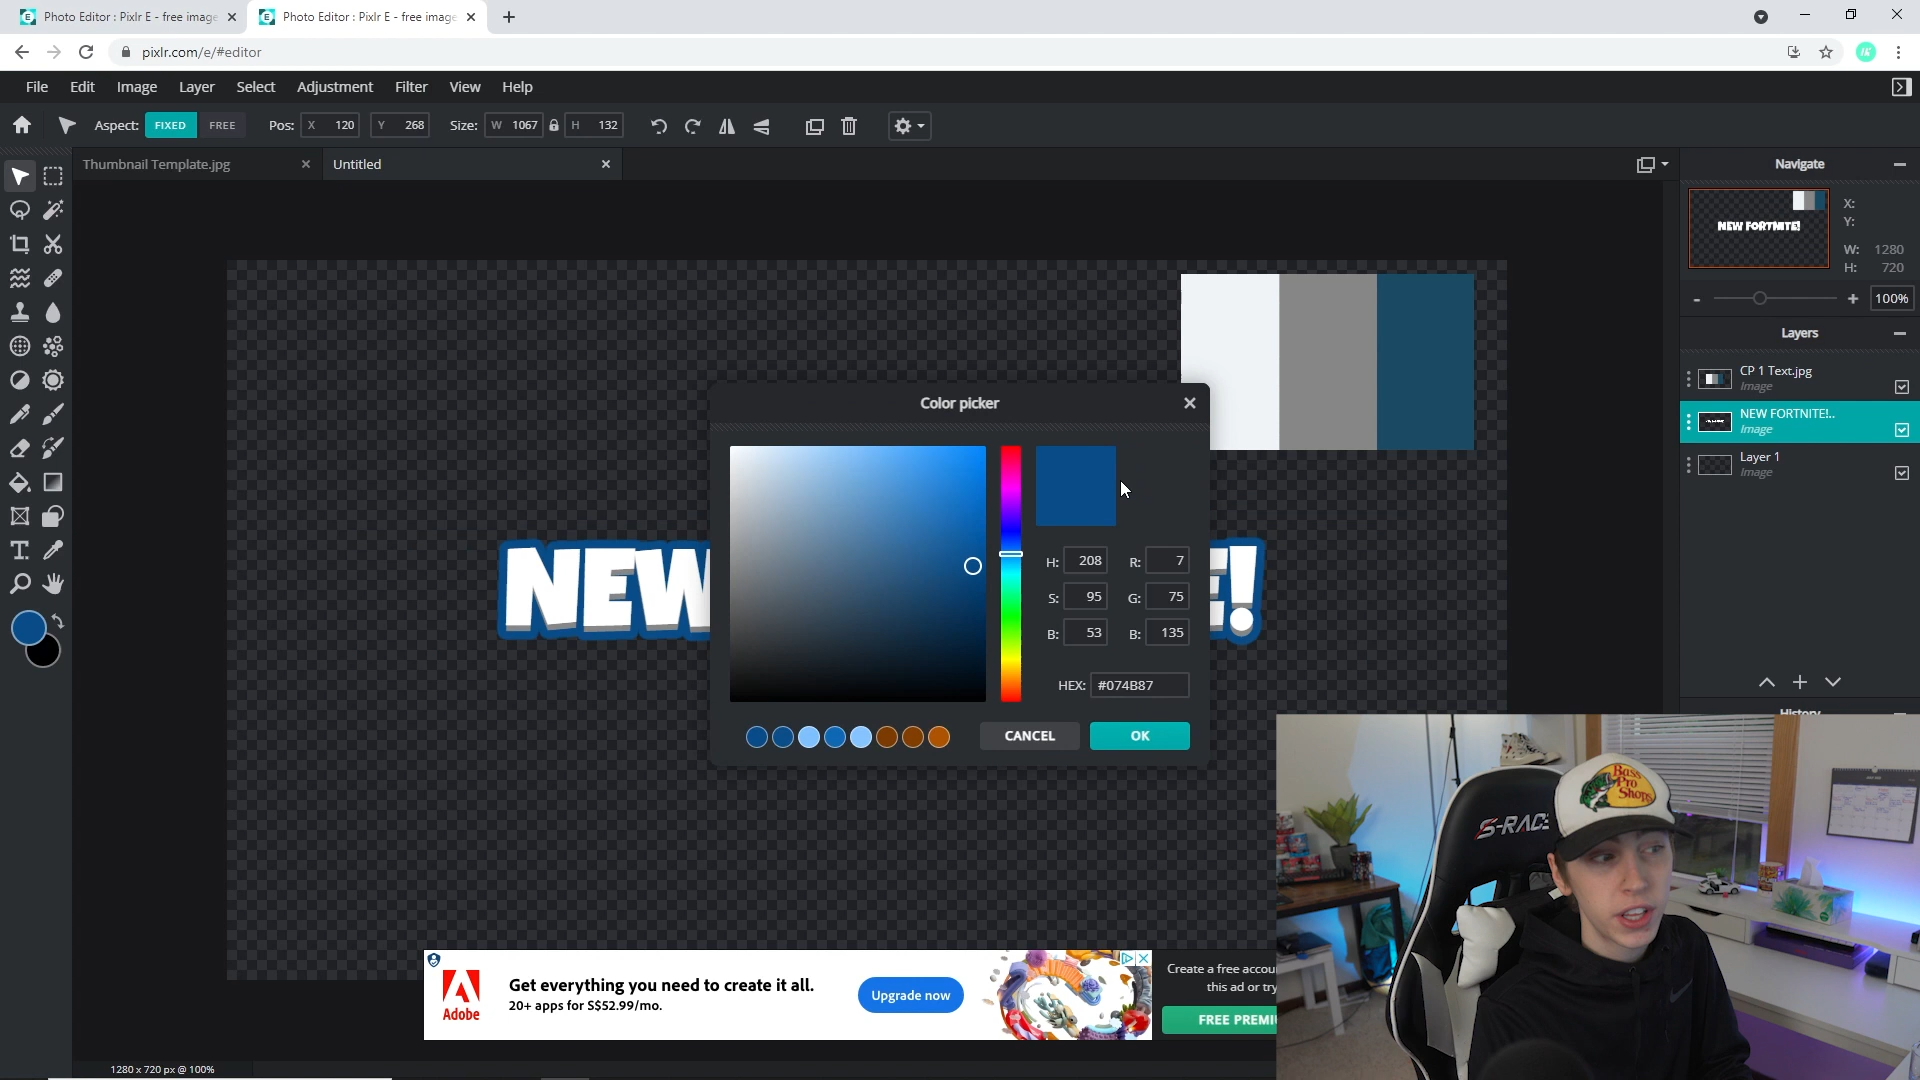 Photo Editor : Pixlr E - free image
Photo Editor : Pixlr E - free image
pixlr.com/e/#editor
File Edit Image Layer Select Adjustment Filter View Help
Aspect: FIXED FREE Pos: X 120 Y 268 Size: W 1067 H 132
Thumbnail Template.jpg
Untitled
Navigate
NEW FORTNITE!
X:
Y:
W: 1280
H: 720
100%
Layers
CP 1 Text.jpg
Image
NEW FORTNITE!..
Image
Layer 1
Image
History
NEW E!
Color picker
H: 208 R: 7
S: 95 G: 75
B: 53 B: 135
HEX: #074B87
CANCEL OK
T
Adobe
Get everything you need to create it all.
20+ apps for S$52.99/mo.
Upgrade now
Create a free accou
this ad or try
FREE PREMI
Bass
Pro
Shops
S-RACE
1280 x 720 px @ 100%